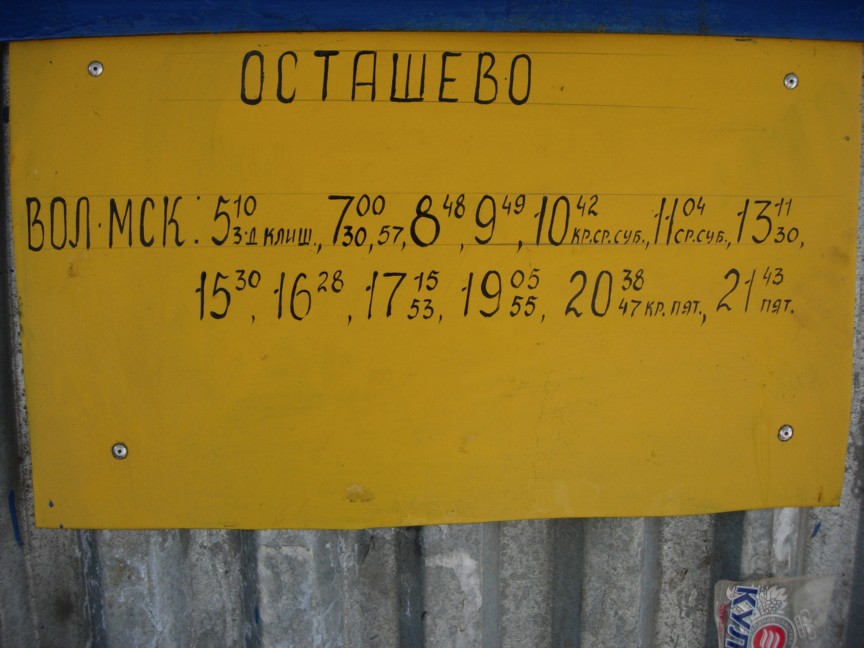 ОСТАШЕВО
ВОЛ·МСК: 5 10 З-Д КЛИШ., 7 00 30, 57, 8 48, 9 49, 10 42 КР.СР.СУБ., 11 04 СР.СУБ., 13 11 30,
15 30, 16 28, 17 15 53, 19 05 55, 20 38 47 КР. ПЯТ., 21 43 ПЯТ.